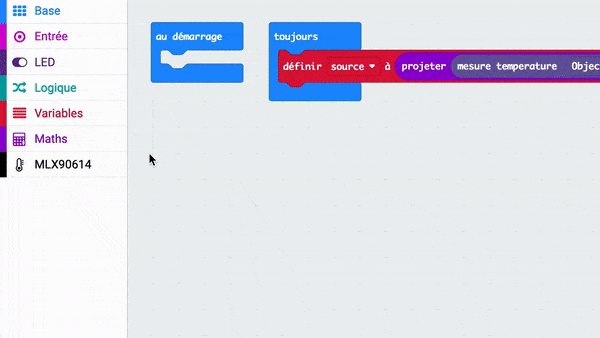 Base
Entrée
LED
Logique
Variables
Maths
MLX90614
au démarrage
toujours
définir source à projeter mesure temperature Objec